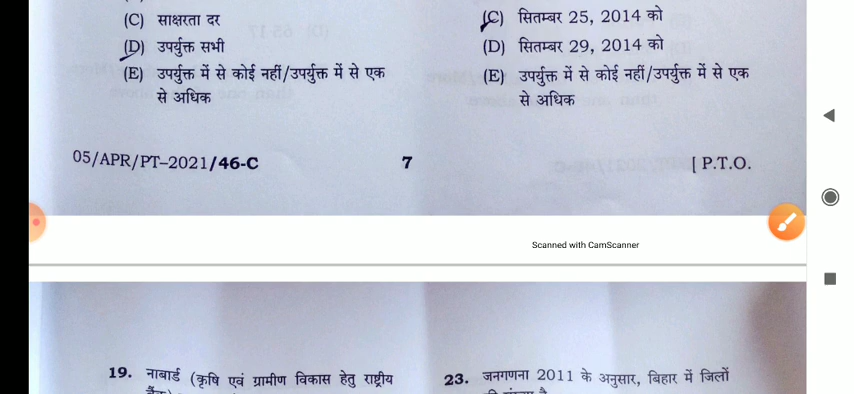 (C) साक्षरता दर
(D) उपर्युक्त सभी
(E) उपर्युक्त में से कोई नहीं/उपर्युक्त में से एक
से अधिक
(C) सितम्बर 25, 2014 को
(D) सितम्बर 29, 2014 को
(E) उपर्युक्त में से कोई नहीं/उपर्युक्त में से एक
से अधिक
05/APR/PT–2021/46-C
7
[ P.T.O.
Scanned with CamScanner
19. नाबार्ड (कृषि एवं ग्रामीण विकास हेतु राष्ट्रीय
23. जनगणना 2011 के अनुसार, बिहार में जिलों